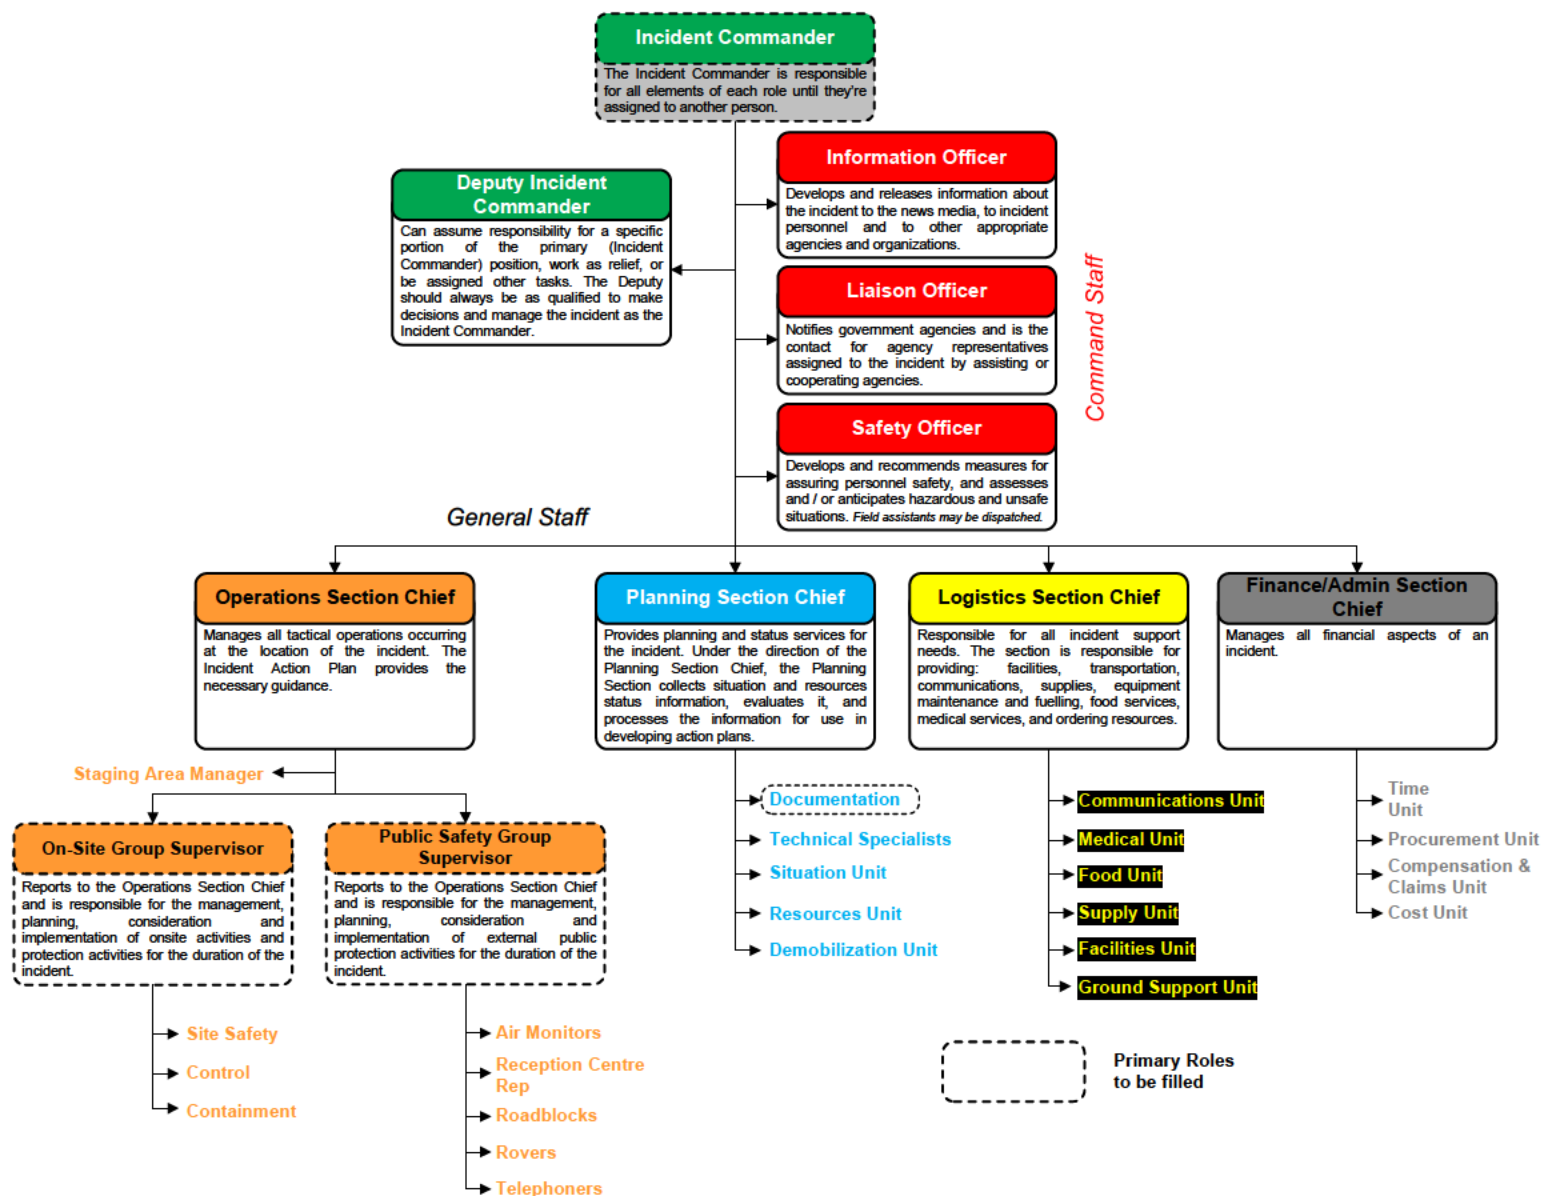 Incident Commander
The Incident Commander is responsible
for all elements of each role until they're
assigned to another person.
Information Officer
Develops and releases information about
the incident to the news media, to incident
personnel and to other appropriate
agencies and organizations.
Deputy Incident
Commander
Can assume responsibility for a specific
portion of the primary (Incident
Commander) position, work as relief, or
be assigned other tasks. The Deputy
should always be as qualified to make
decisions and manage the incident as the
Incident Commander.
Liaison Officer
Notifies government agencies and is the
contact for agency representatives
assigned to the incident by assisting or
cooperating agencies.
Command Staff
Safety Officer
Develops and recommends measures for
assuring personnel safety, and assesses
and / or anticipates hazardous and unsafe
situations. Field assistants may be dispatched.
General Staff
Operations Section Chief
Manages all tactical operations occurring
at the location of the incident. The
Incident Action Plan provides the
necessary guidance.
Planning Section Chief
Provides planning and status services for
the incident. Under the direction of the
Planning Section Chief, the Planning
Section collects situation and resources
status information, evaluates it, and
processes the information for use in
developing action plans.
Logistics Section Chief
Responsible for all incident support
needs. The section is responsible for
providing: facilities, transportation,
communications, supplies, equipment
maintenance and fuelling, food services,
medical services, and ordering resources.
Finance/Admin Section
Chief
Manages all financial aspects of an
incident.
Staging Area Manager
On-Site Group Supervisor
Reports to the Operations Section Chief
and is responsible for the management,
planning, consideration and
implementation of onsite activities and
protection activities for the duration of the
incident.
Site Safety
Control
Containment
Public Safety Group
Supervisor
Reports to the Operations Section Chief
and is responsible for the management,
planning, consideration and
implementation of external public
protection activities for the duration of the
incident.
Air Monitors
Reception Centre
Rep
Roadblocks
Rovers
Telephoners
Documentation
Technical Specialists
Situation Unit
Resources Unit
Demobilization Unit
Communications Unit
Medical Unit
Food Unit
Supply Unit
Facilities Unit
Ground Support Unit
Time
Unit
Procurement Unit
Compensation &
Claims Unit
Cost Unit
Primary Roles
to be filled